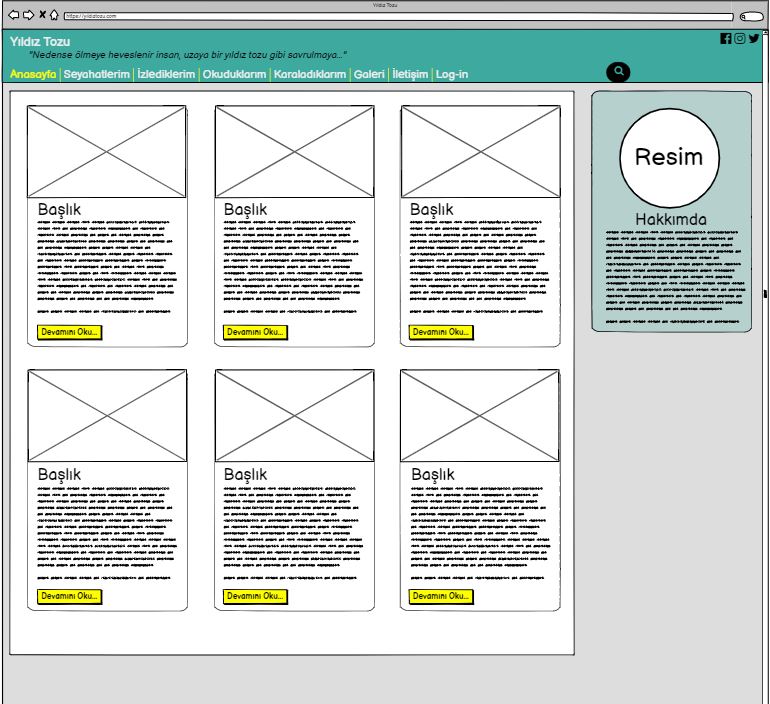 Yıldız Tozu
https://yildiztozu.com
Yıldız Tozu
"Nedense ölmeye heveslenir insan, uzaya bir yıldız tozu gibi savrulmaya..."
Anasayfa | Seyahatlerim | İzlediklerim | Okuduklarım | Karaladıklarım | Galeri | İletişim | Log-in
Resim
Hakkımda
Başlık
Devamını Oku...
Başlık
Devamını Oku...
Başlık
Devamını Oku...
Başlık
Devamını Oku...
Başlık
Devamını Oku...
Başlık
Devamını Oku...